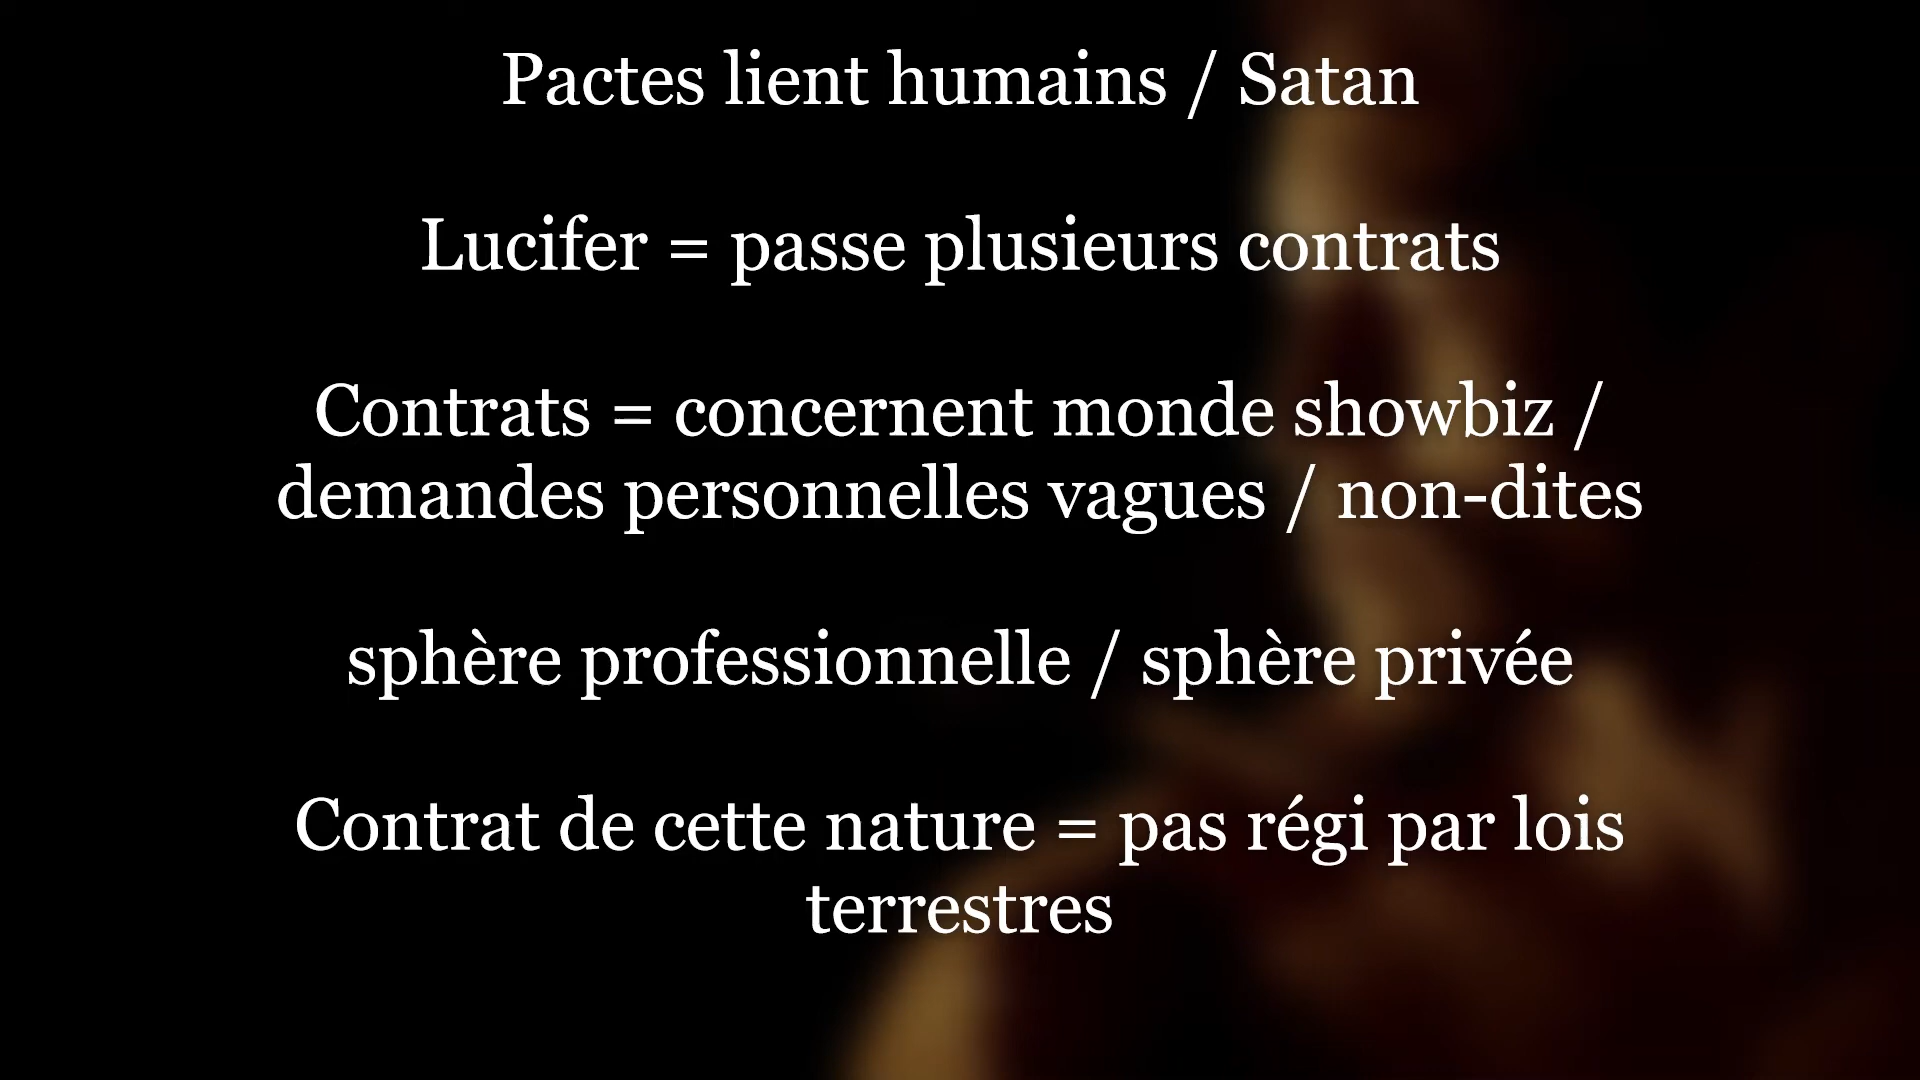 Pactes lient humains / Satan
Lucifer = passe plusieurs contrats
Contrats = concernent monde showbiz /
demandes personnelles vagues / non-dites
sphère professionnelle / sphère privée
Contrat de cette nature = pas régi par lois
terrestres